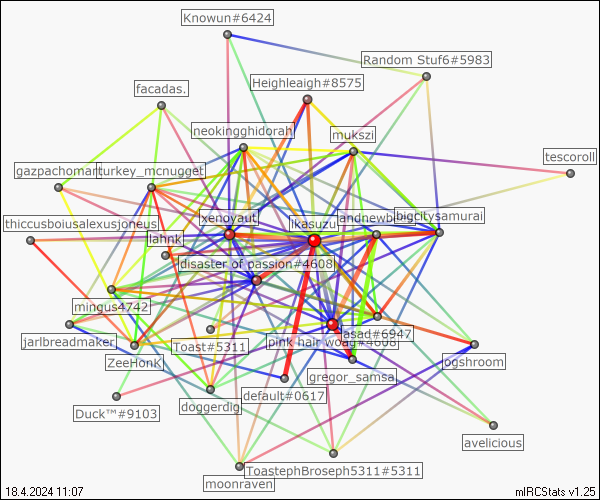 Knowun#6424
Random Stuf6#5983
Heighleaigh#8575
facadas.
neokingghidorah
mukszi
tescoroll
gazpachoman
turkey_mcnugget
xenoyaut
ikasuzu
andnewb
bigcitysamurai
thiccusboiusalexusjoneus
lahnk
disaster of passion#4608
mingus4742
jarlbreadmaker
ZeeHonK
Toast#5311
pink hair woag#4008
asad#6947
ogshroom
gregor_samsa
default#0617
doggerdig
Duck™#9103
avelicious
ToastephBroseph5311#5311
moonraven
18.4.2024 11:07
mIRCStats v1.25